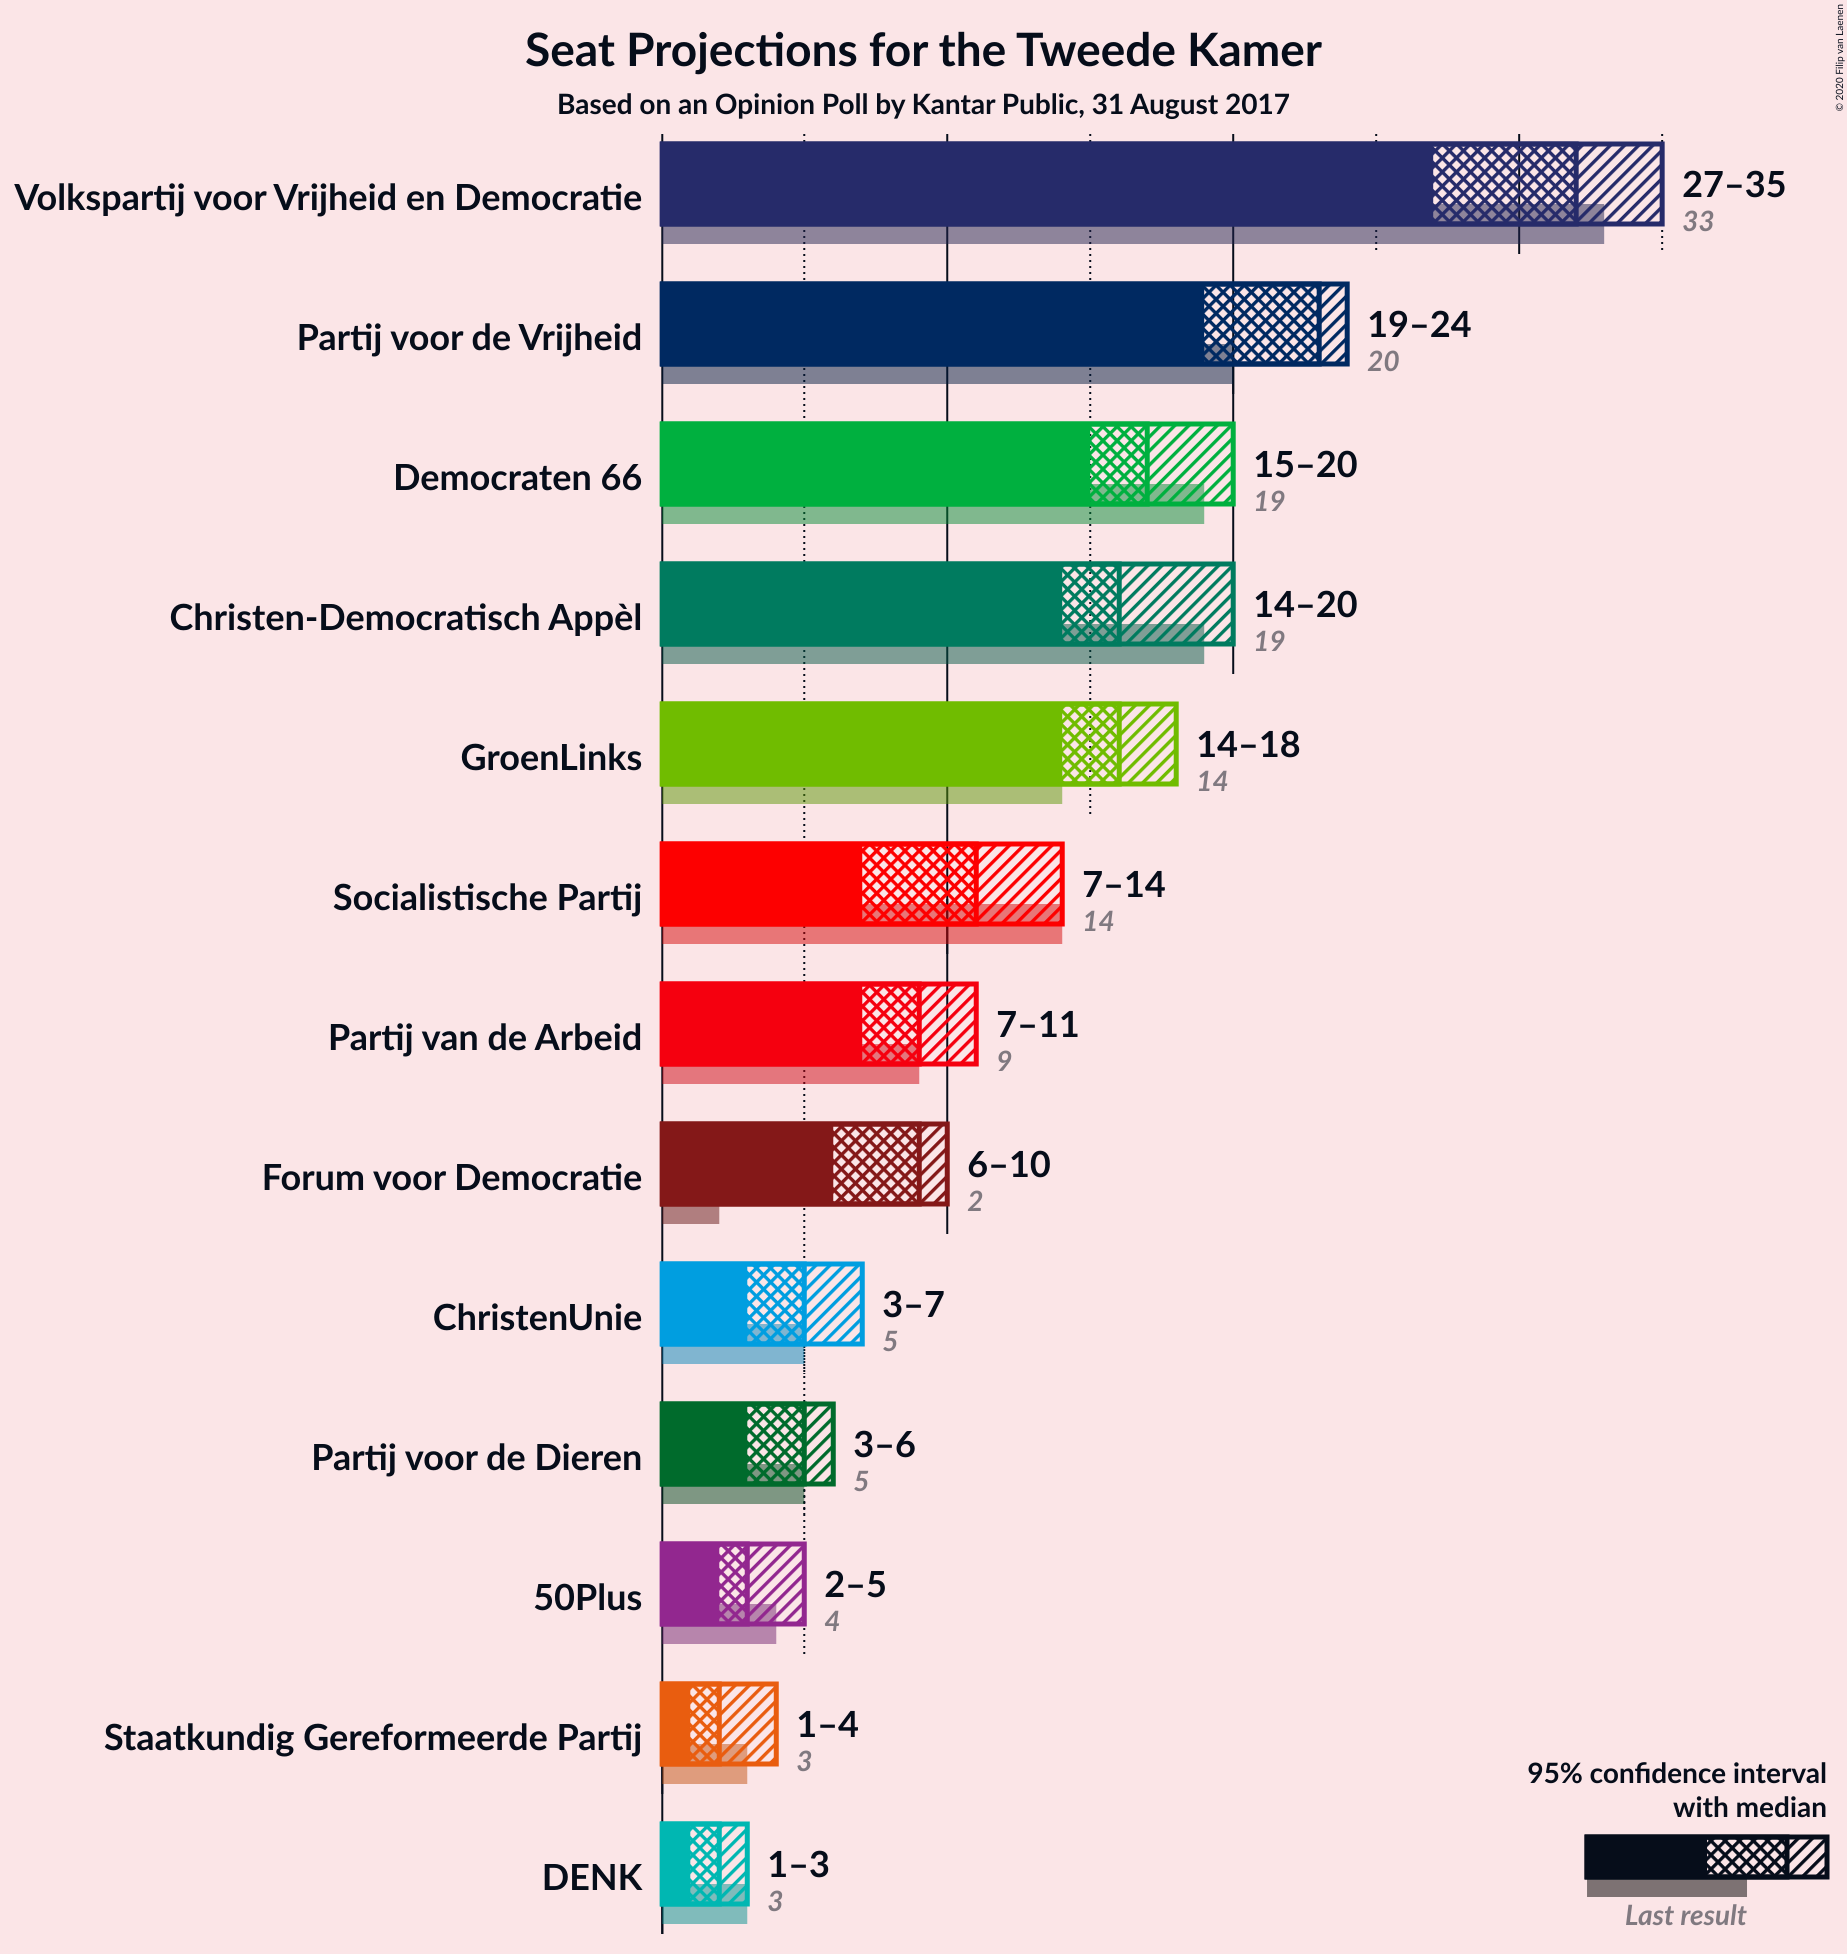 Seat Projections for the Tweede Kamer
Based on an Opinion Poll by Kantar Public, 31 August 2017
© 2020 Filip van Laenen
Volkspartij voor Vrijheid en Democratie
27–35
33
Partij voor de Vrijheid
19–24
20
Democraten 66
15–20
19
Christen-Democratisch Appèl
14–20
19
GroenLinks
14–18
14
Socialistische Partij
7–14
14
Partij van de Arbeid
7–11
9
Forum voor Democratie
6–10
2
ChristenUnie
3–7
5
Partij voor de Dieren
3–6
5
50Plus
2–5
4
Staatkundig Gereformeerde Partij
1–4
3
DENK
1–3
3
95% confidence interval
with median
Last result